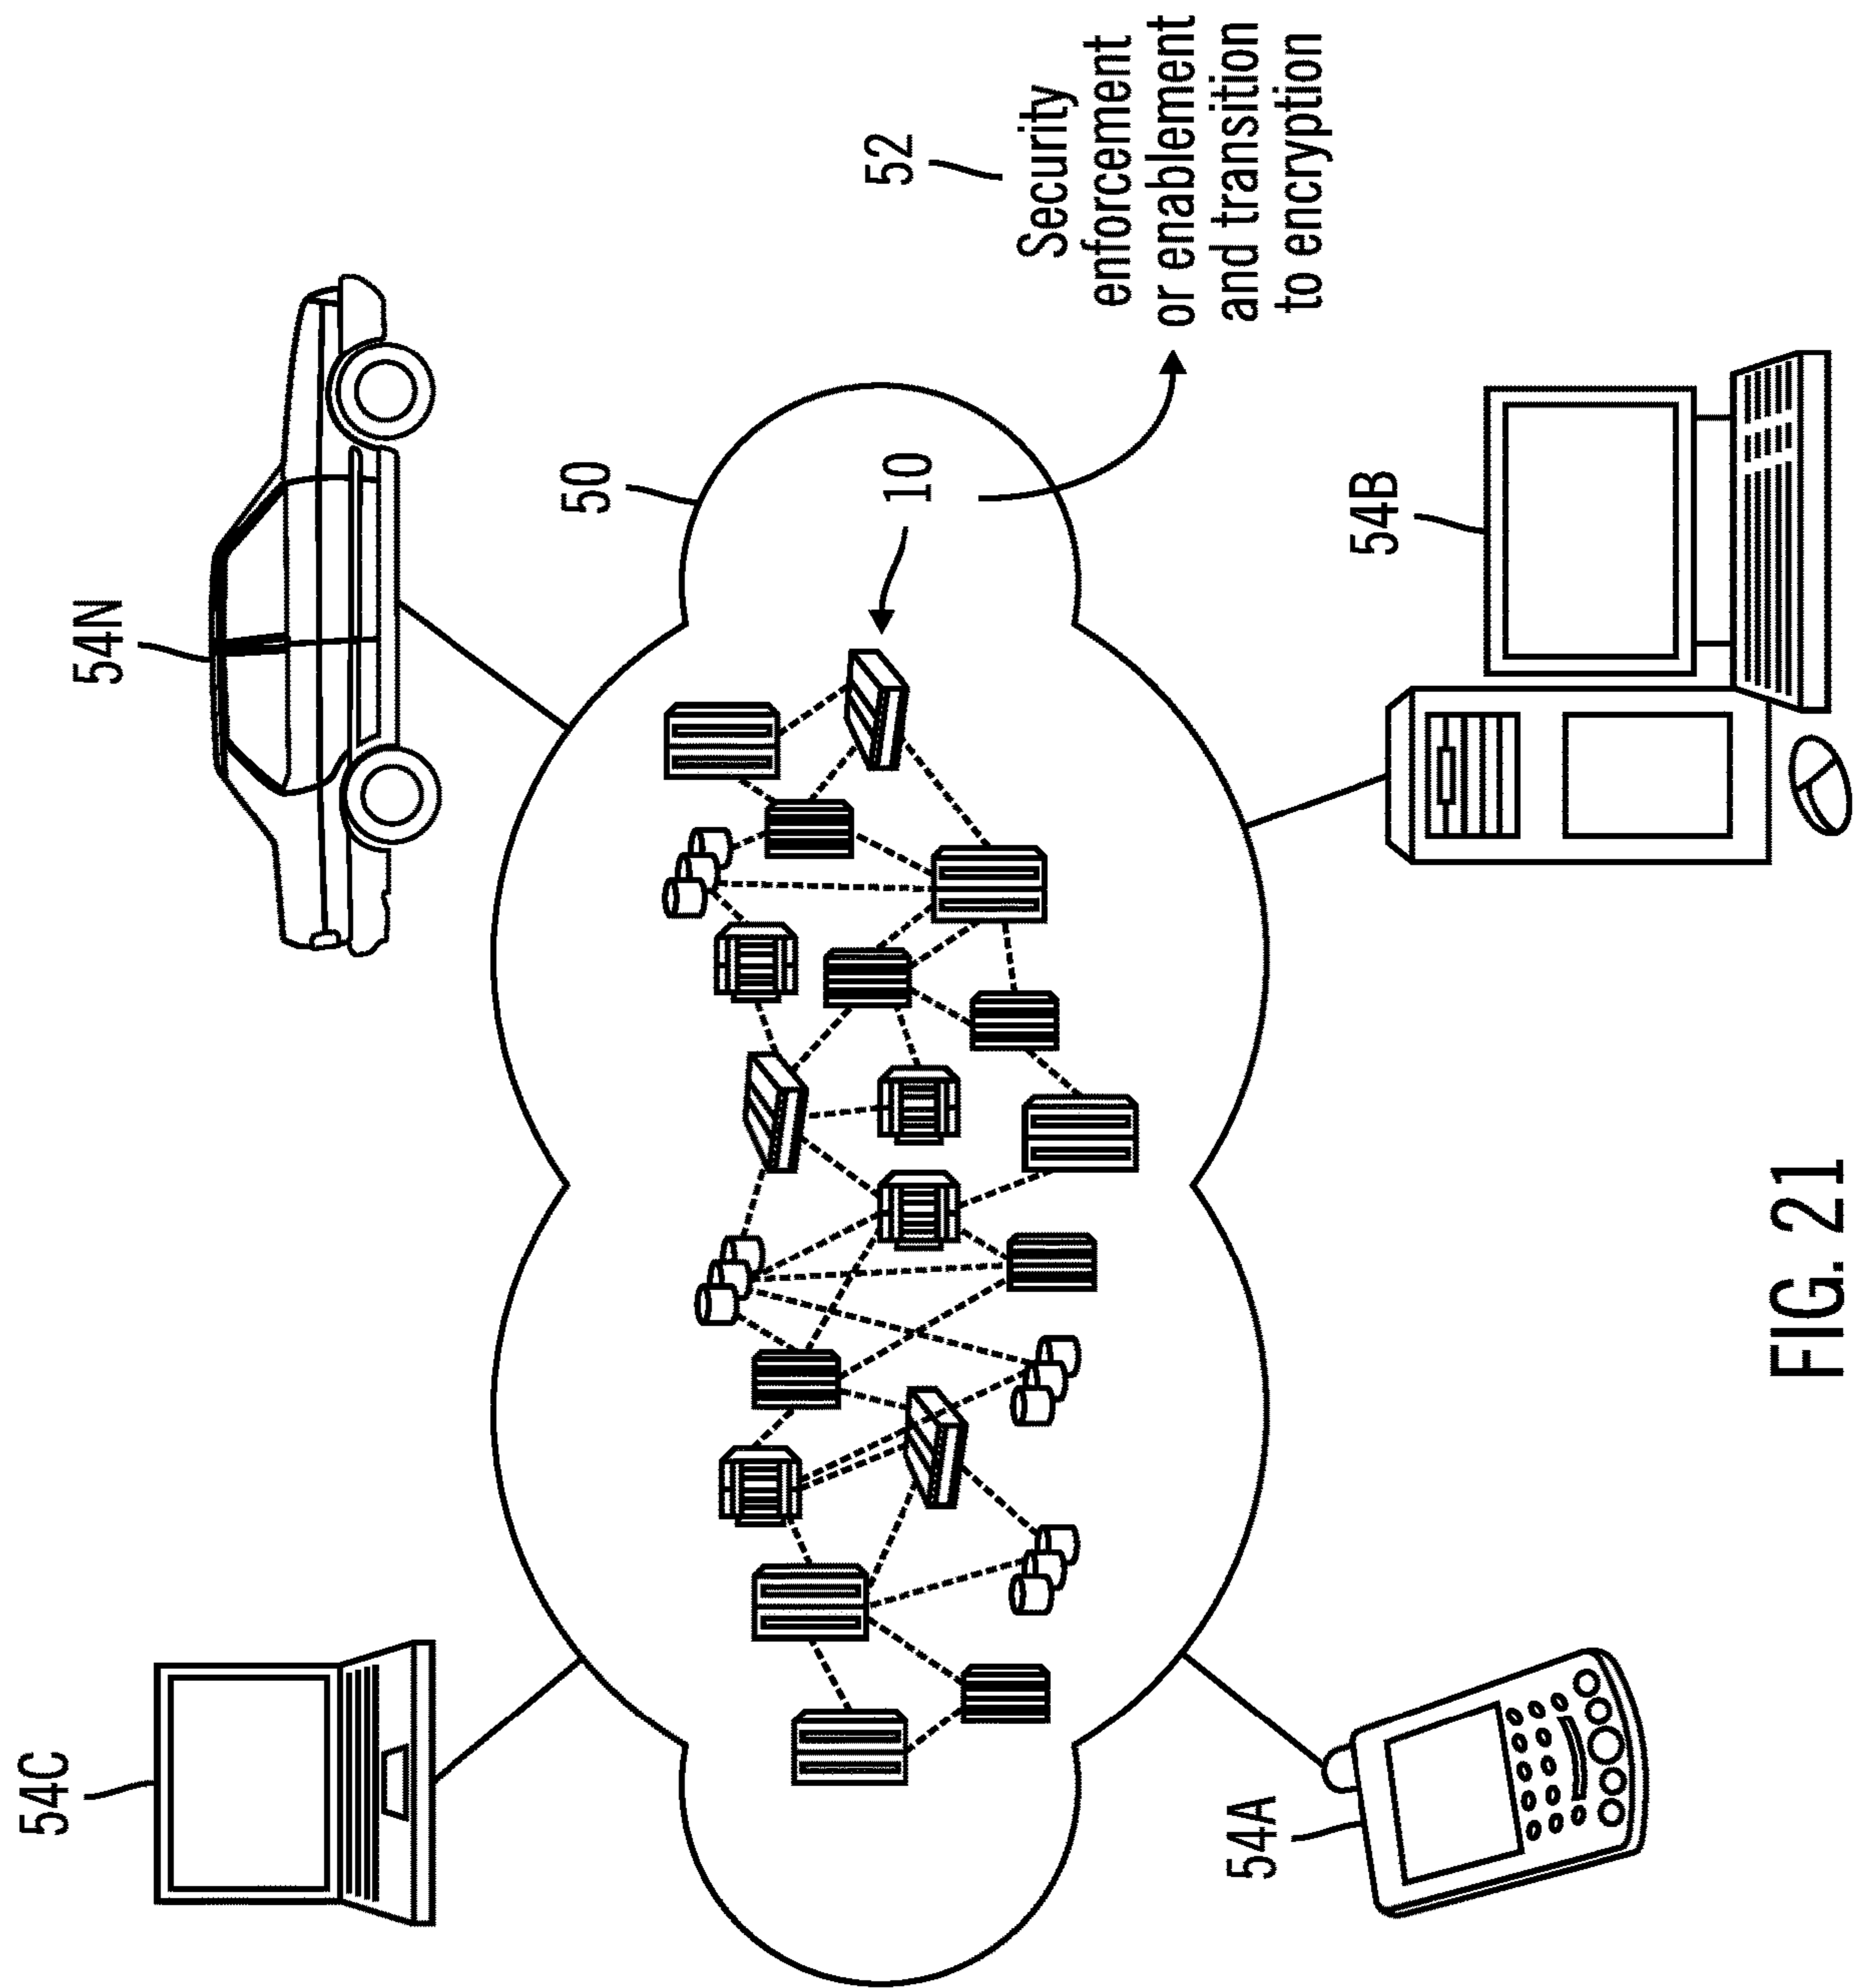 54C
54N
50
10
52
Security
enforcement
or enablement
and transition
to encryption
54A
54B
FIG. 21